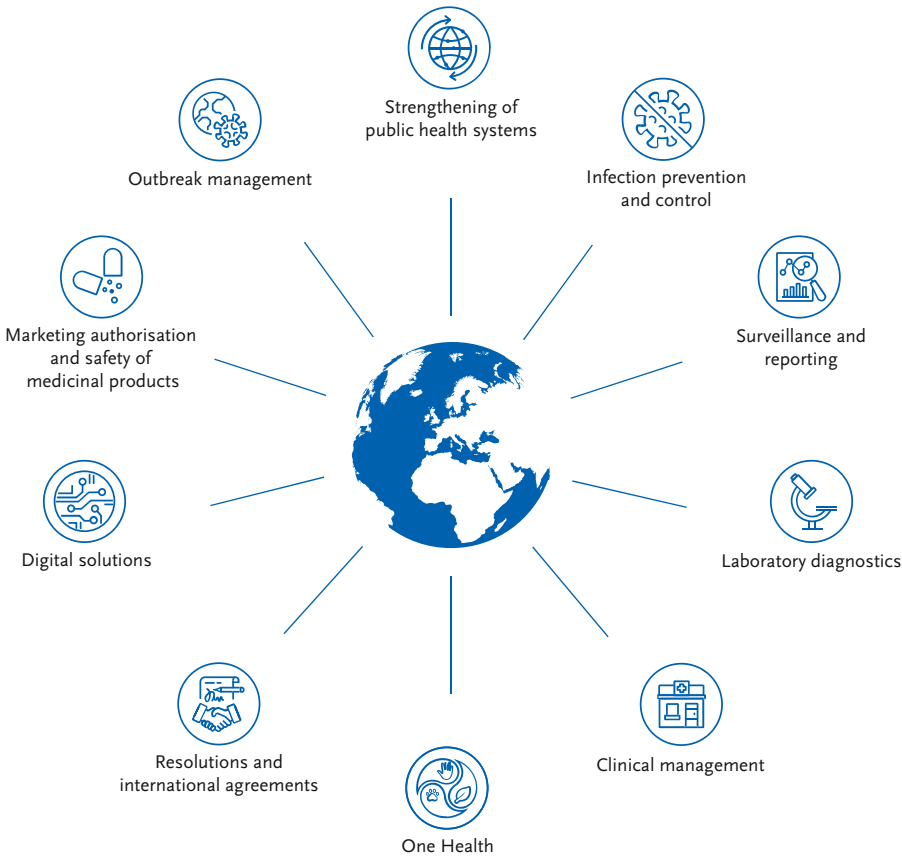 Strengthening of
public health systems
Infection prevention
and control
Surveillance and
reporting
Laboratory diagnostics
Clinical management
One Health
Resolutions and
international agreements
Digital solutions
Marketing authorisation
and safety of
medicinal products
Outbreak management